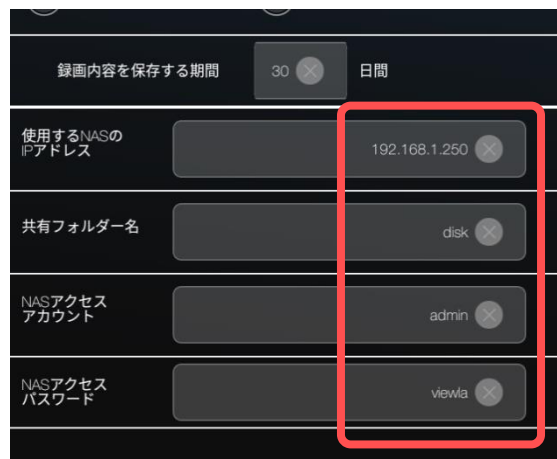 録画内容を保存する期間 30 日間
使用するNASの
IPアドレス
192.168.1.250
共有フォルダー名
disk
NASアクセス
アカウント
admin
NASアクセス
パスワード
viewla